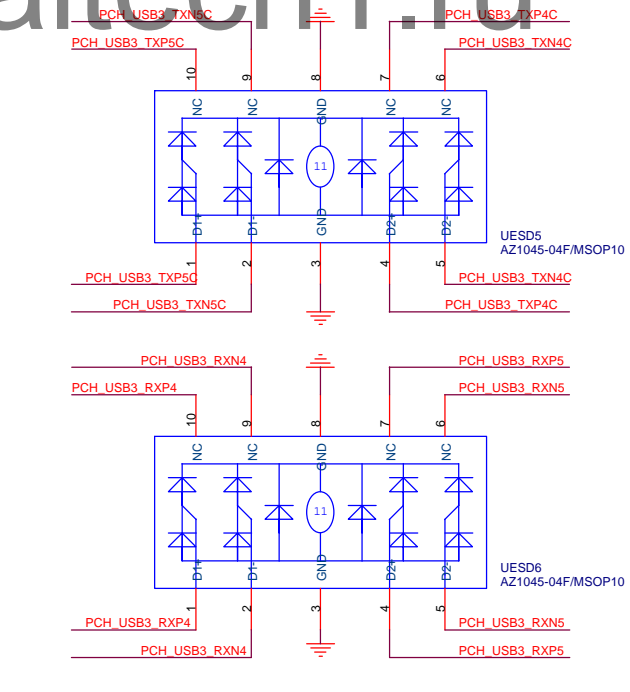 PCH_USB3_TXN5C PCH_USB3_TXP4C
PCH_USB3_TXP5C PCH_USB3_TXN4C
10 9 8 7 6
NC NC GND NC NC
11
D1+ D1- GND D2+ D2-
UESD5
AZ1045-04F/MSOP10
1 2 3 4 5
PCH_USB3_TXP5C PCH_USB3_TXN4C
PCH_USB3_TXN5C PCH_USB3_TXP4C
PCH_USB3_RXN4 PCH_USB3_RXP5
PCH_USB3_RXP4 PCH_USB3_RXN5
10 9 8 7 6
NC NC GND NC NC
11
D1+ D1- GND D2+ D2-
UESD6
AZ1045-04F/MSOP10
1 2 3 4 5
PCH_USB3_RXP4 PCH_USB3_RXN5
PCH_USB3_RXN4 PCH_USB3_RXP5